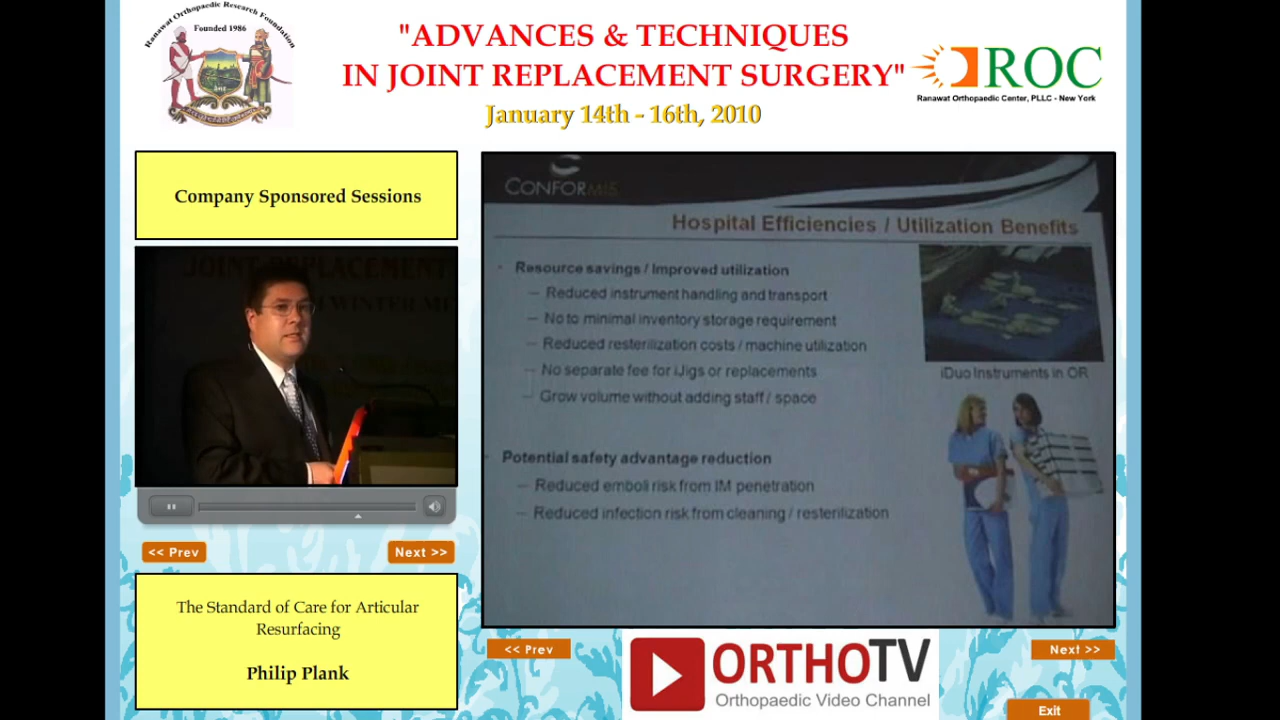 Ranawat Orthopaedic Research Foundation
Founded 1986
"ADVANCES & TECHNIQUES
IN JOINT REPLACEMENT SURGERY"
January 14th - 16th, 2010
ROC
Ranawat Orthopaedic Center, PLLC - New York
Company Sponsored Sessions
JOINT REPLACEMENT
WINTER
CONFORMIS
Hospital Efficiencies / Utilization Benefits
Resource savings / Improved utilization
– Reduced instrument handling and transport
– No to minimal inventory storage requirement
– Reduced resterilization costs / machine utilization
– No separate fee for iJigs or replacements
– Grow volume without adding staff / space
iDuo Instruments in OR
Potential safety advantage reduction
– Reduced emboli risk from IM penetration
– Reduced infection risk from cleaning / resterilization
<< Prev
Next >>
The Standard of Care for Articular
Resurfacing
Philip Plank
<< Prev
Next >>
ORTHOTV
Orthopaedic Video Channel
Exit